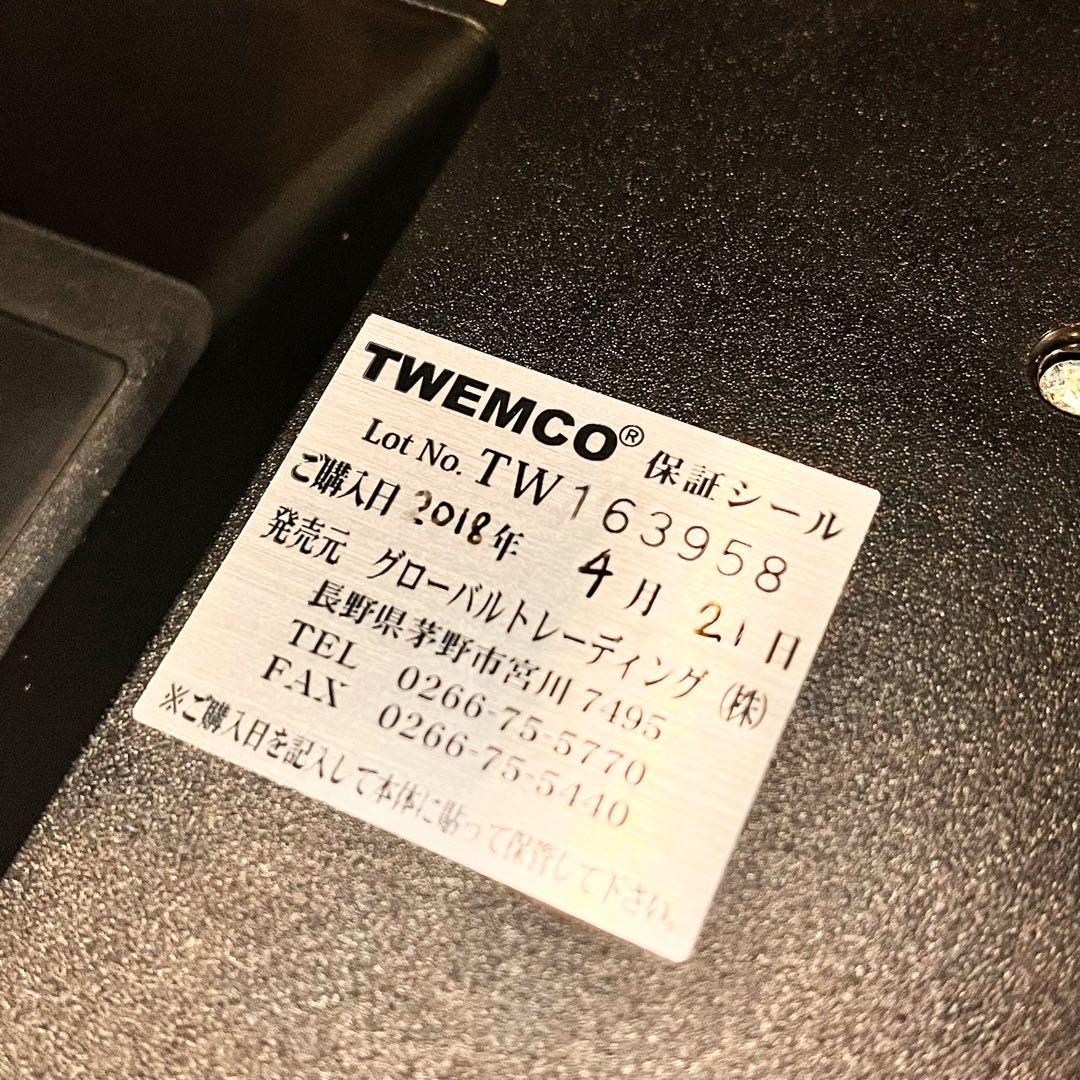 TWEMCO® 保証シール
Lot No. TW163958
ご購入日 2018年 4月 21日
発売元 グローバルトレーディング(株)
長野県茅野市宮川7495
TEL 0266-75-5770
FAX 0266-75-5440
※ご購入日を記入して本体に貼って保管して下さい。